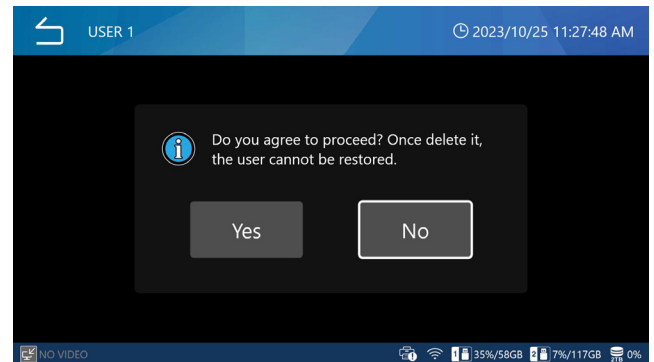 USER 1
2023/10/25 11:27:48 AM
Do you agree to proceed? Once delete it,
the user cannot be restored.
Yes
No
NO VIDEO
1 35%/58GB 2 7%/117GB 2TB 0%